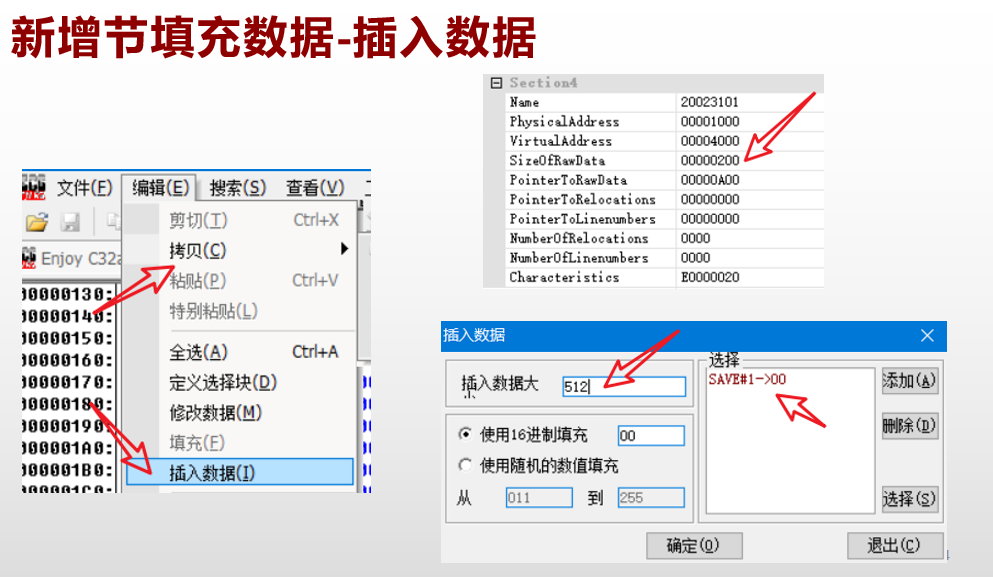 新增节填充数据-插入数据
Section4
Name 20023101
PhysicalAddress 00001000
VirtualAddress 00004000
SizeOfRawData 00000200
PointerToRawData 00000A00
PointerToRelocations 00000000
PointerToLinenumbers 00000000
NumberOfRelocations 0000
NumberOfLinenumbers 0000
Characteristics E0000020
文件(F) 编辑(E) 搜索(S) 查看(V)
剪切(T) Ctrl+X
拷贝(C)
粘贴(P) Ctrl+V
特别粘贴(L)
全选(A) Ctrl+A
定义选择块(D)
修改数据(M)
填充(F)
插入数据(I)
Enjoy C32a
00000130:
00000140:
00000150:
00000160:
00000170:
00000180:
00000190:
000001A0:
000001B0:
000001C0:
插入数据
插入数据大 512
使用16进制填充 00
使用随机的数值填充
从 011 到 255
选择
SAVE#1->00
添加(A)
删除(D)
选择(S)
确定(O) 退出(C)